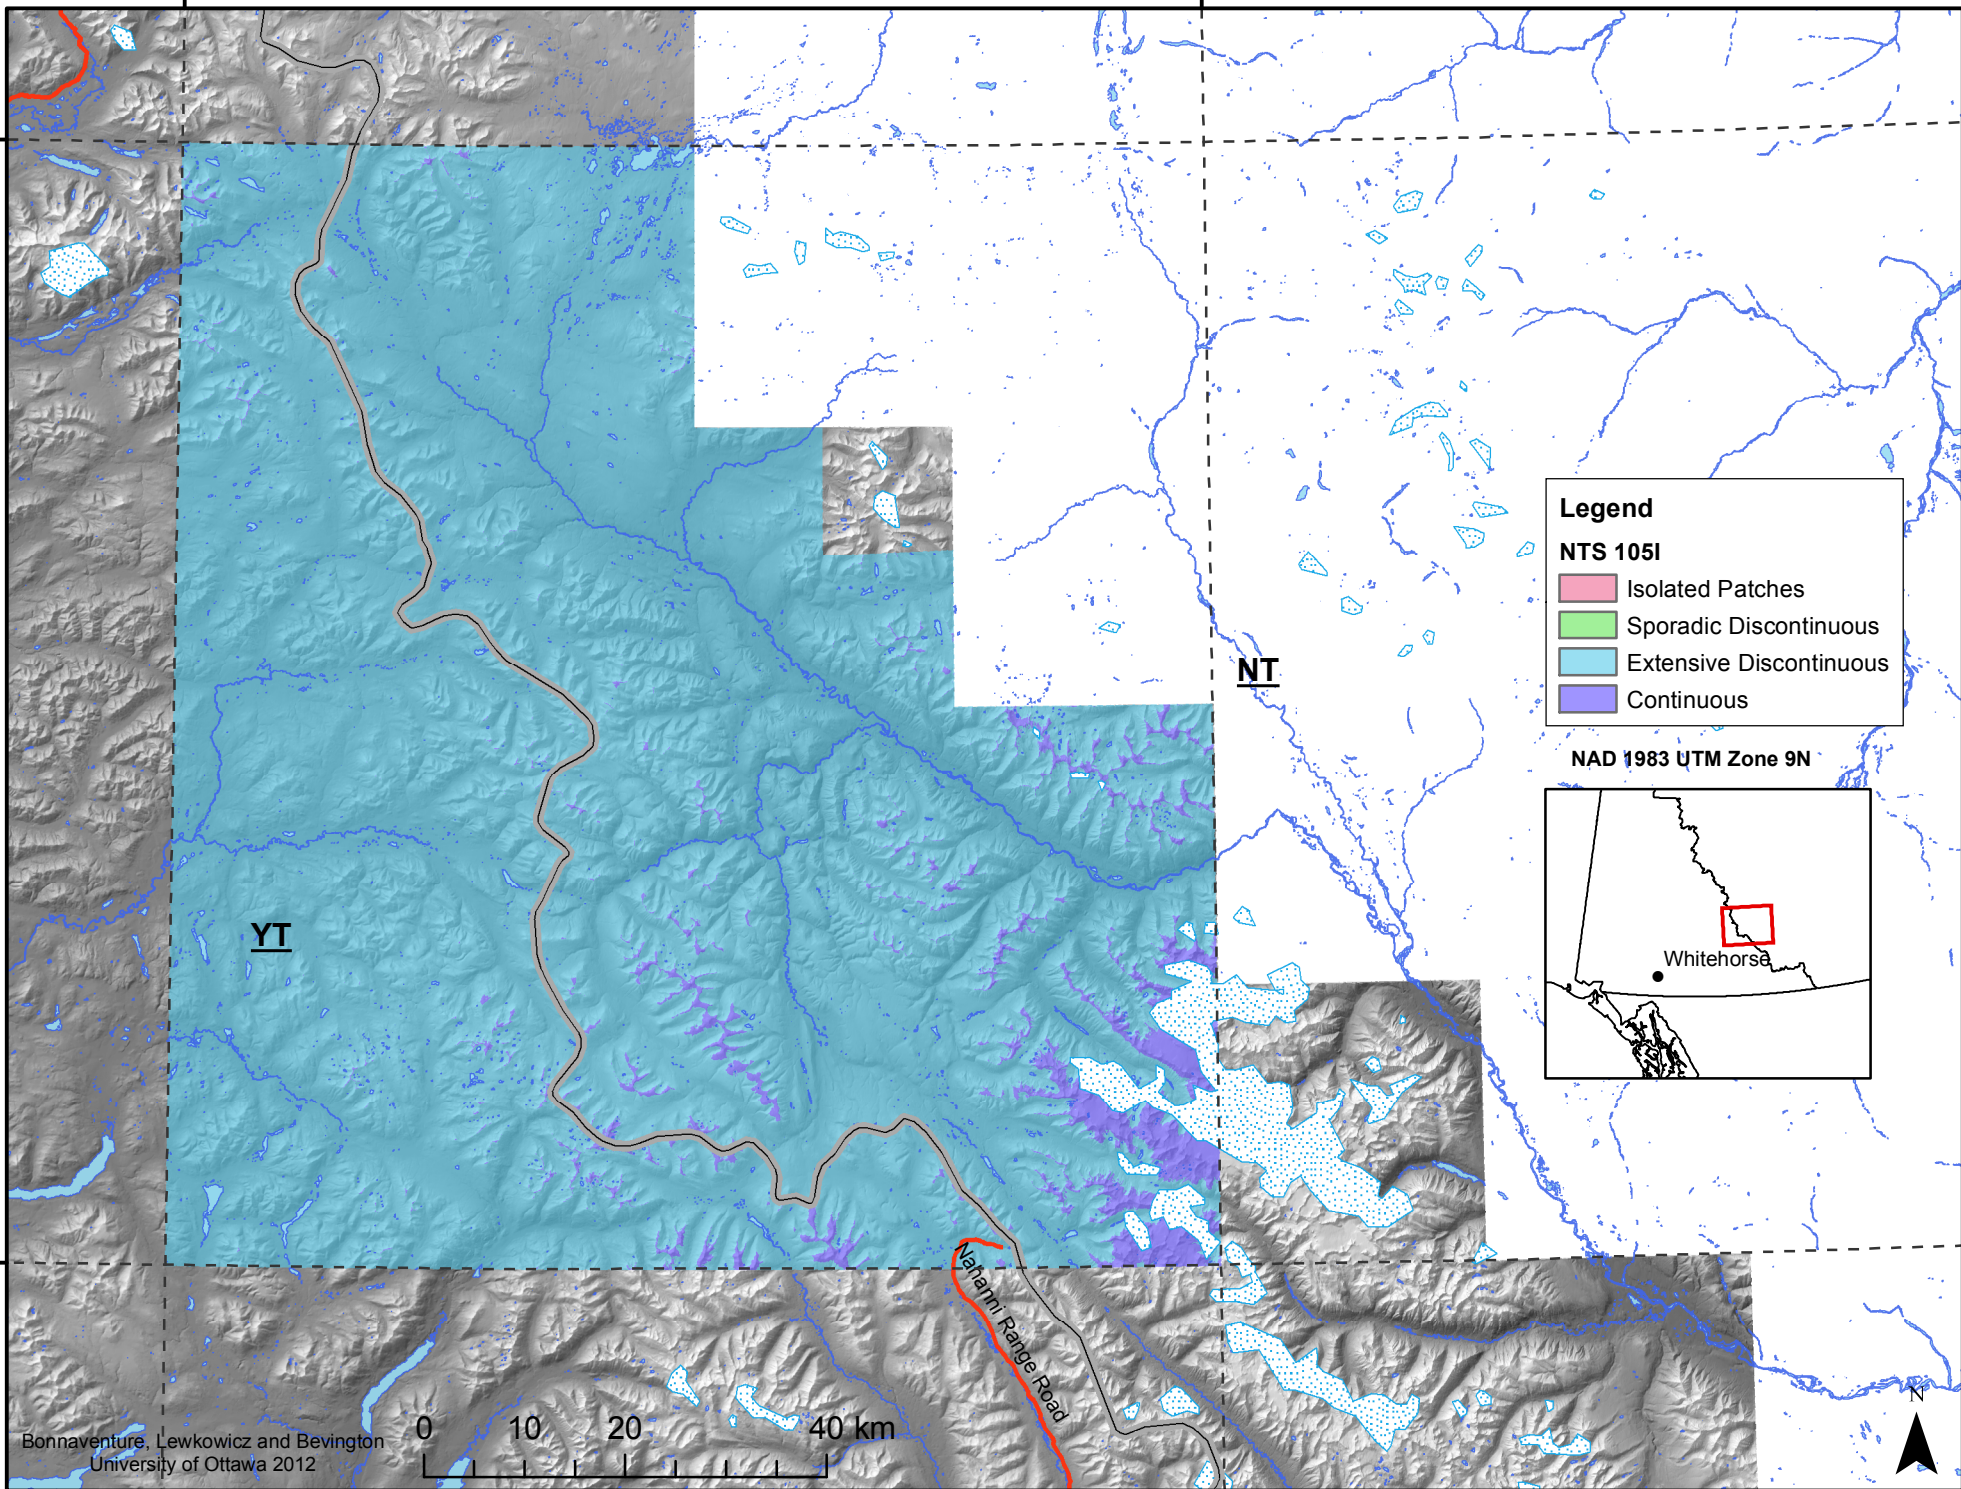 Legend
NTS 105I
Isolated Patches
Sporadic Discontinuous
Extensive Discontinuous
Continuous
NT
NAD 1983 UTM Zone 9N
Whitehorse
YT
Nahanni Range Road
0 10 20 40 km
Bonnaventure, Lewkowicz and Bevington
University of Ottawa 2012
N